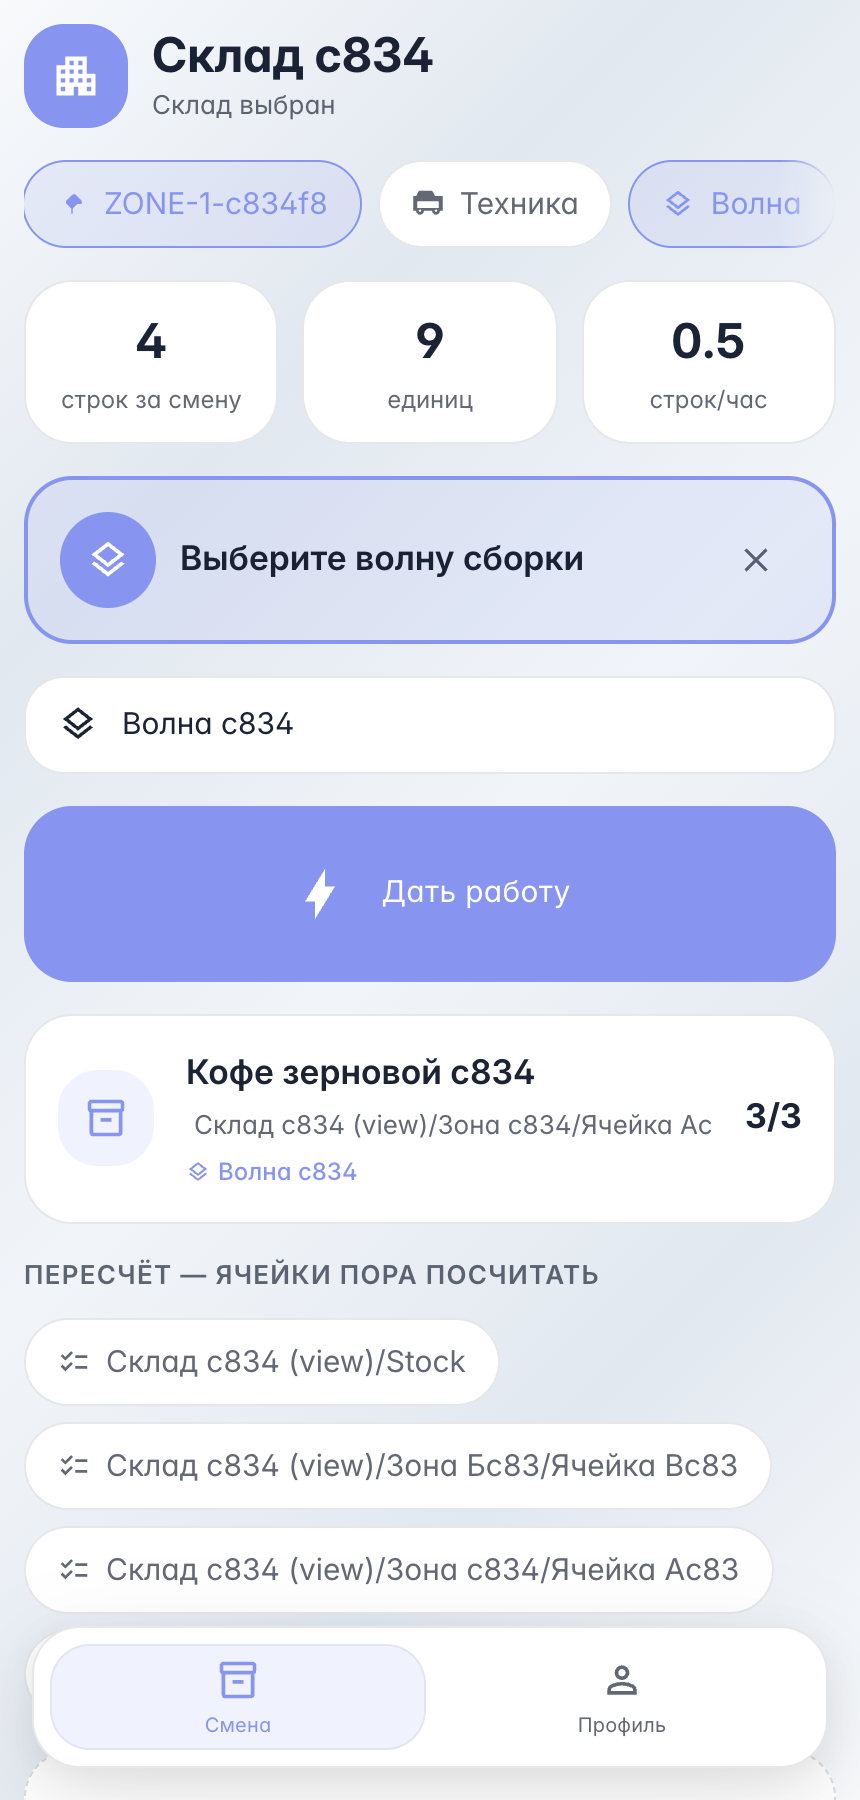 Склад c834
Склад выбран
ZONE-1-c834f8
Техника
Волна
4
строк за смену
9
единиц
0.5
строк/час
Выберите волну сборки
Волна c834
Дать работу
Кофе зерновой c834
Склад c834 (view)/Зона c834/Ячейка Ac
3/3
Волна c834
ПЕРЕСЧЁТ — ЯЧЕЙКИ ПОРА ПОСЧИТАТЬ
Склад c834 (view)/Stock
Склад c834 (view)/Зона Бc83/Ячейка Вc83
Склад c834 (view)/Зона c834/Ячейка Ac83
Смена
Профиль